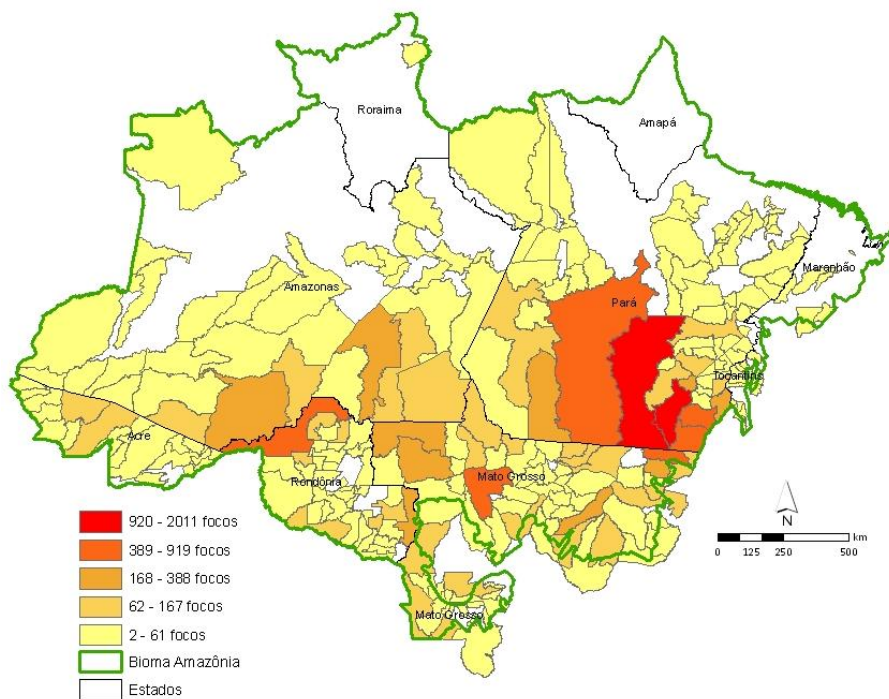 Roraima
Amapá
Maranhão
Amazonas
Pará
Tocantins
Acre
Rondônia
Mato Grosso
Mato Grosso
920 - 2011 focos
389 - 919 focos
168 - 388 focos
62 - 167 focos
2 - 61 focos
Bioma Amazônia
Estados
N
km
0 125 250 500